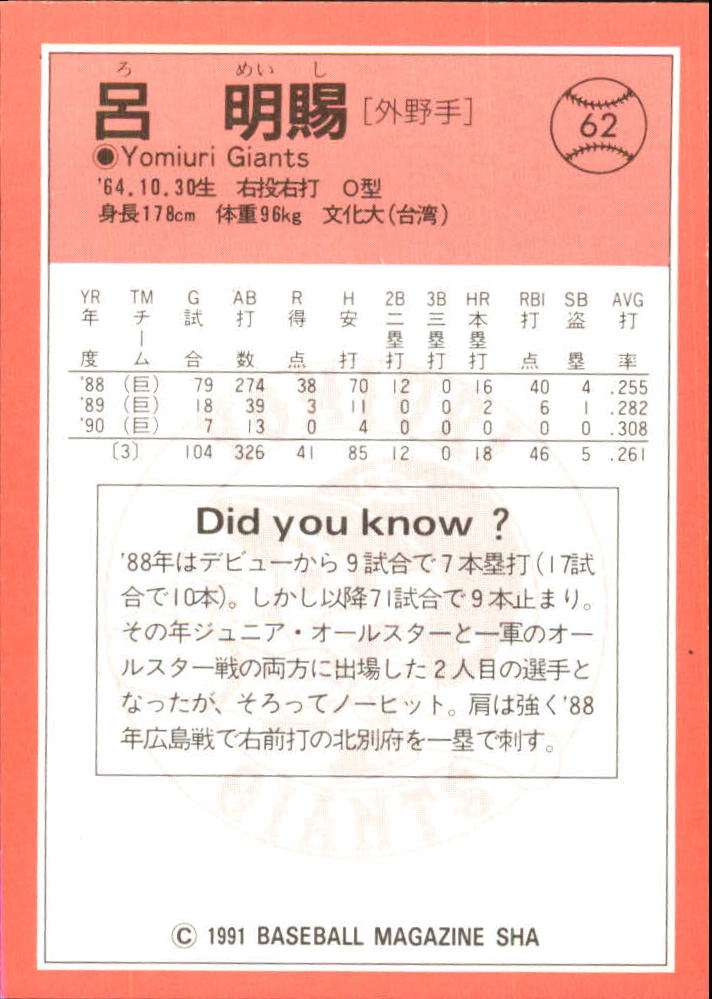 ろ めい し
呂 明賜 [外野手] 62
●Yomiuri Giants
'64.10.30生 右投右打 O型
身長178cm 体重96kg 文化大(台湾)
YR TM G AB R H 2B 3B HR RBI SB AVG
年度 チーム 試合 打数 得点 安打 二塁打 三塁打 本塁打 打点 盗塁 打率
'88 (巨) 79 274 38 70 12 0 16 40 4 .255
'89 (巨) 18 39 3 11 0 0 2 6 1 .282
'90 (巨) 7 13 0 4 0 0 0 0 0 .308
〔3〕 104 326 41 85 12 0 18 46 5 .261
Did you know ?
'88年はデビューから9試合で7本塁打(17試
合で10本)。しかし以降71試合で9本止まり。
その年ジュニア・オールスターと一軍のオー
ルスター戦の両方に出場した2人目の選手と
なったが、そろってノーヒット。肩は強く'88
年広島戦で右前打の北別府を一塁で刺す。
© 1991 BASEBALL MAGAZINE SHA